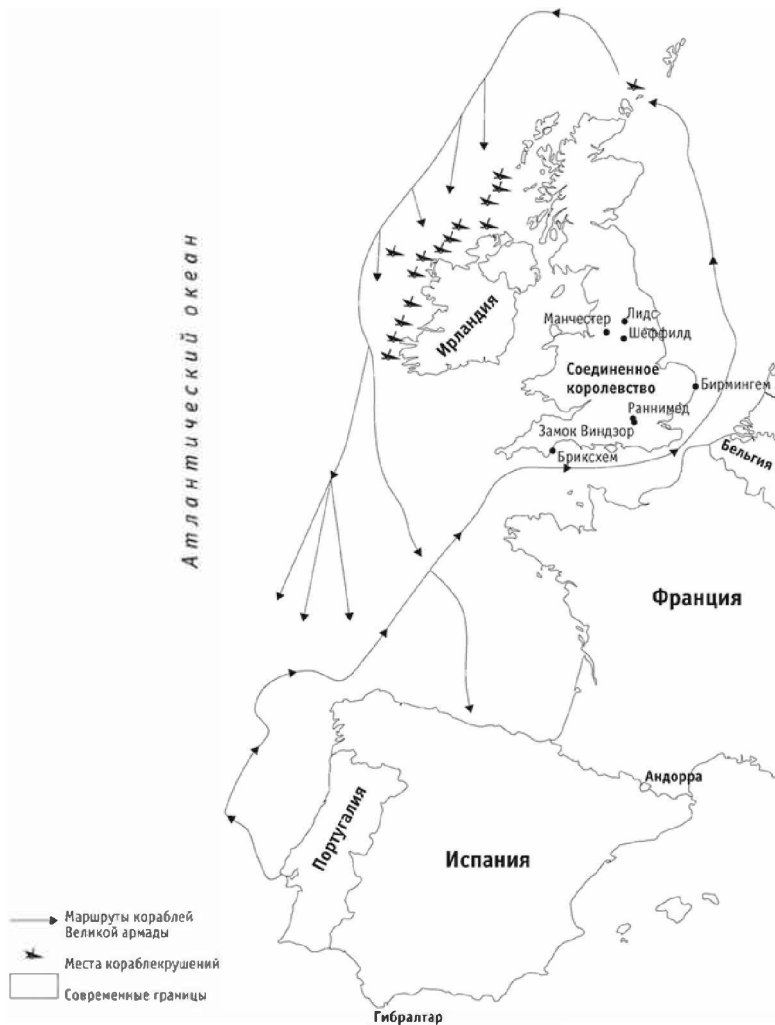 Атлантический океан
Ирландия
Манчестер
Лидс
Шеффилд
Соединенное
королевство
Бирмингем
Раннимед
Замок Виндзор
Бриксхем
Бельгия
Франция
Андорра
Португалия
Испания
Маршруты кораблей
Великой армады
Места кораблекрушений
Современные границы
Гибралтар